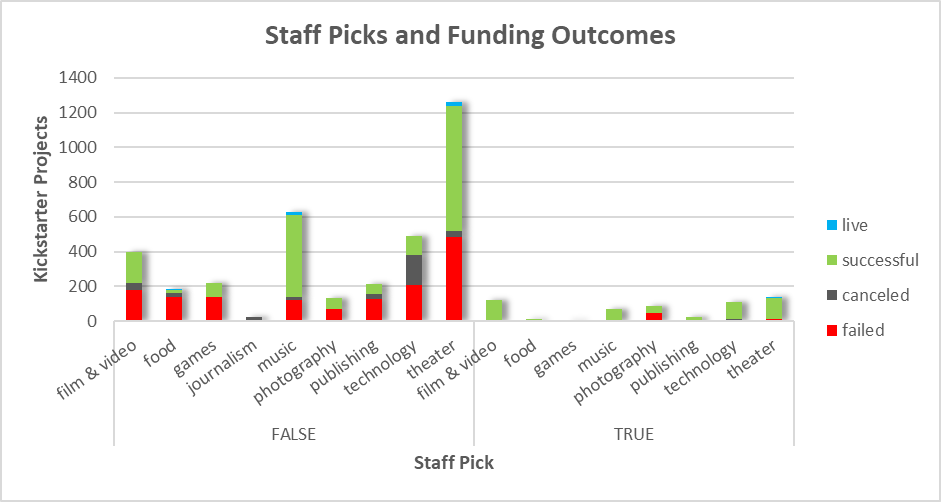 Staff Picks and Funding Outcomes
Kickstarter Projects
1400
1200
1000
800
600
400
200
0
film & video
food
games
journalism
music
photography
publishing
technology
theater
film & video
food
games
music
photography
publishing
technology
theater
FALSE
TRUE
Staff Pick
live
successful
canceled
failed